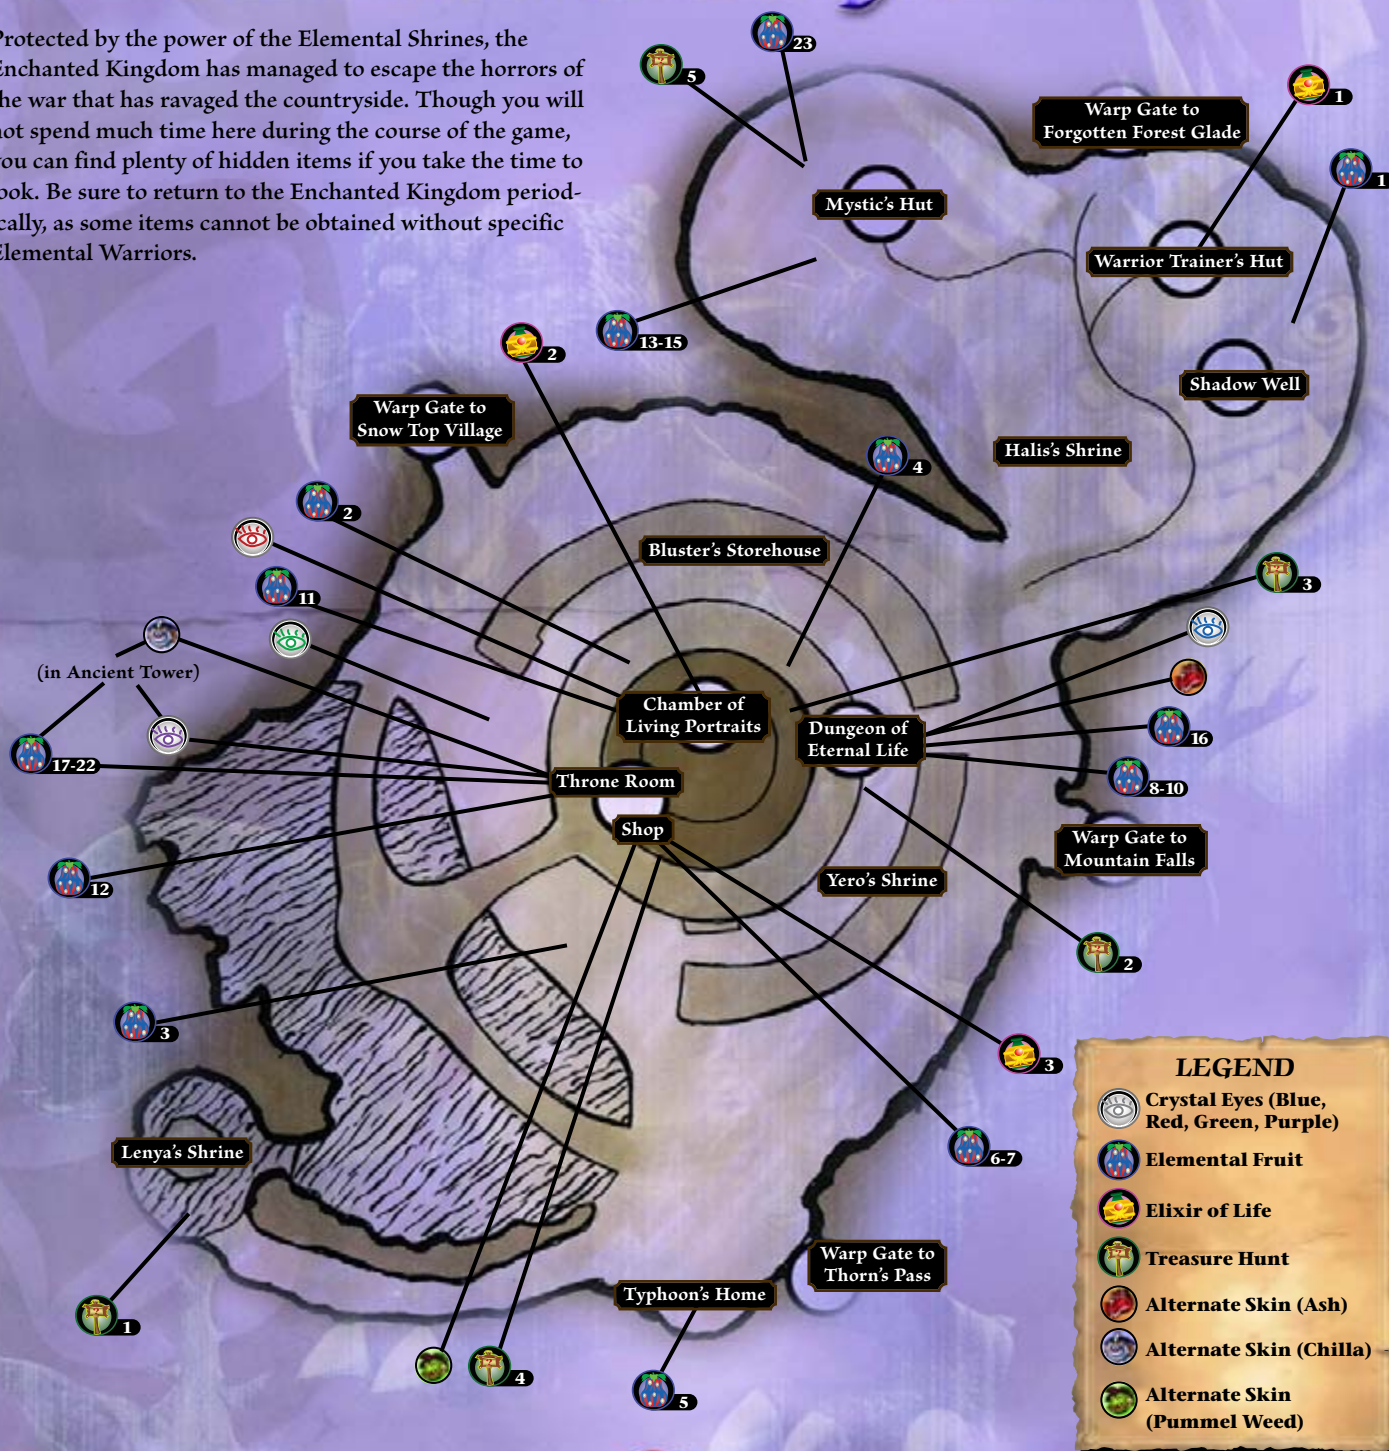 Protected by the power of the Elemental Shrines, the
Enchanted Kingdom has managed to escape the horrors of
the war that has ravaged the countryside. Though you will
not spend much time here during the course of the game,
you can find plenty of hidden items if you take the time to
look. Be sure to return to the Enchanted Kingdom period-
ically, as some items cannot be obtained without specific
Elemental Warriors.
23
5
Warp Gate to
Forgotten Forest Glade
1
1
Mystic's Hut
Warrior Trainer's Hut
13-15
2
Shadow Well
Warp Gate to
Snow Top Village
Halis's Shrine
4
2
Bluster's Storehouse
3
11
(in Ancient Tower)
Chamber of
Living Portraits
Dungeon of
Eternal Life
16
17-22
Throne Room
8-10
Shop
Warp Gate to
Mountain Falls
12
Yero's Shrine
2
3
3
Lenya's Shrine
6-7
Warp Gate to
Thorn's Pass
Typhoon's Home
1
4
5
LEGEND
Crystal Eyes (Blue,
Red, Green, Purple)
Elemental Fruit
Elixir of Life
Treasure Hunt
Alternate Skin (Ash)
Alternate Skin (Chilla)
Alternate Skin
(Pummel Weed)